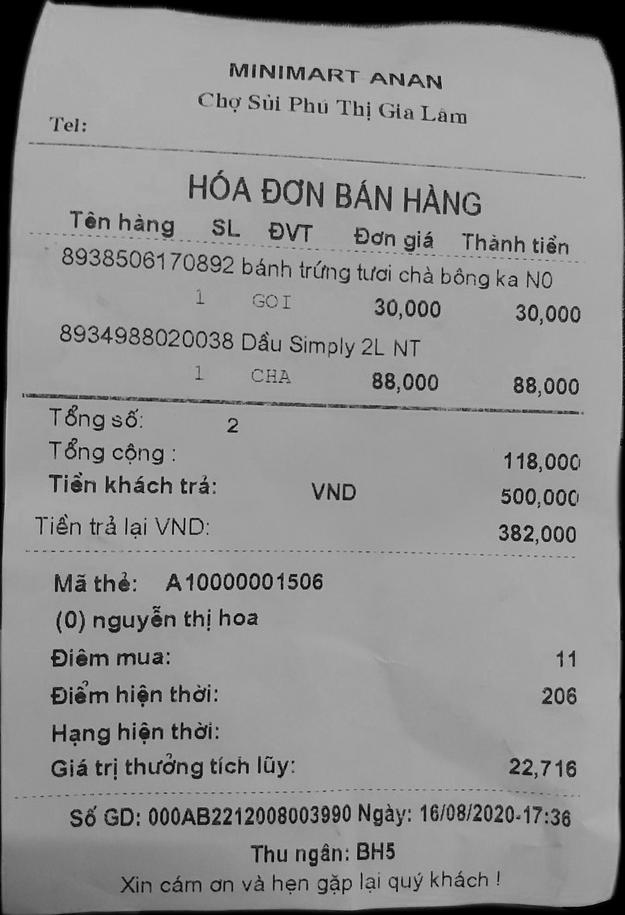 MINIMART ANAN
Chợ Sủi Phú Thị Gia Lâm
Tel:
HÓA ĐƠN BÁN HÀNG
Tên hàng SL ĐVT Đơn giá Thành tiền
8938506170892 bánh trứng tươi chà bông ka N0
1 GOI 30,000 30,000
8934988020038 Dầu Simply 2L NT
1 CHA 88,000 88,000
Tổng số: 2
Tổng cộng : 118,000
Tiền khách trả: VND 500,000
Tiền trả lại VND: 382,000
Mã thẻ: A10000001506
(0) nguyễn thị hoa
Điểm mua: 11
Điểm hiện thời: 206
Hạng hiện thời:
Giá trị thưởng tích lũy: 22,716
Số GD: 000AB2212008003990 Ngày: 16/08/2020-17:36
Thu ngân: BH5
Xin cám ơn và hẹn gặp lại quý khách !